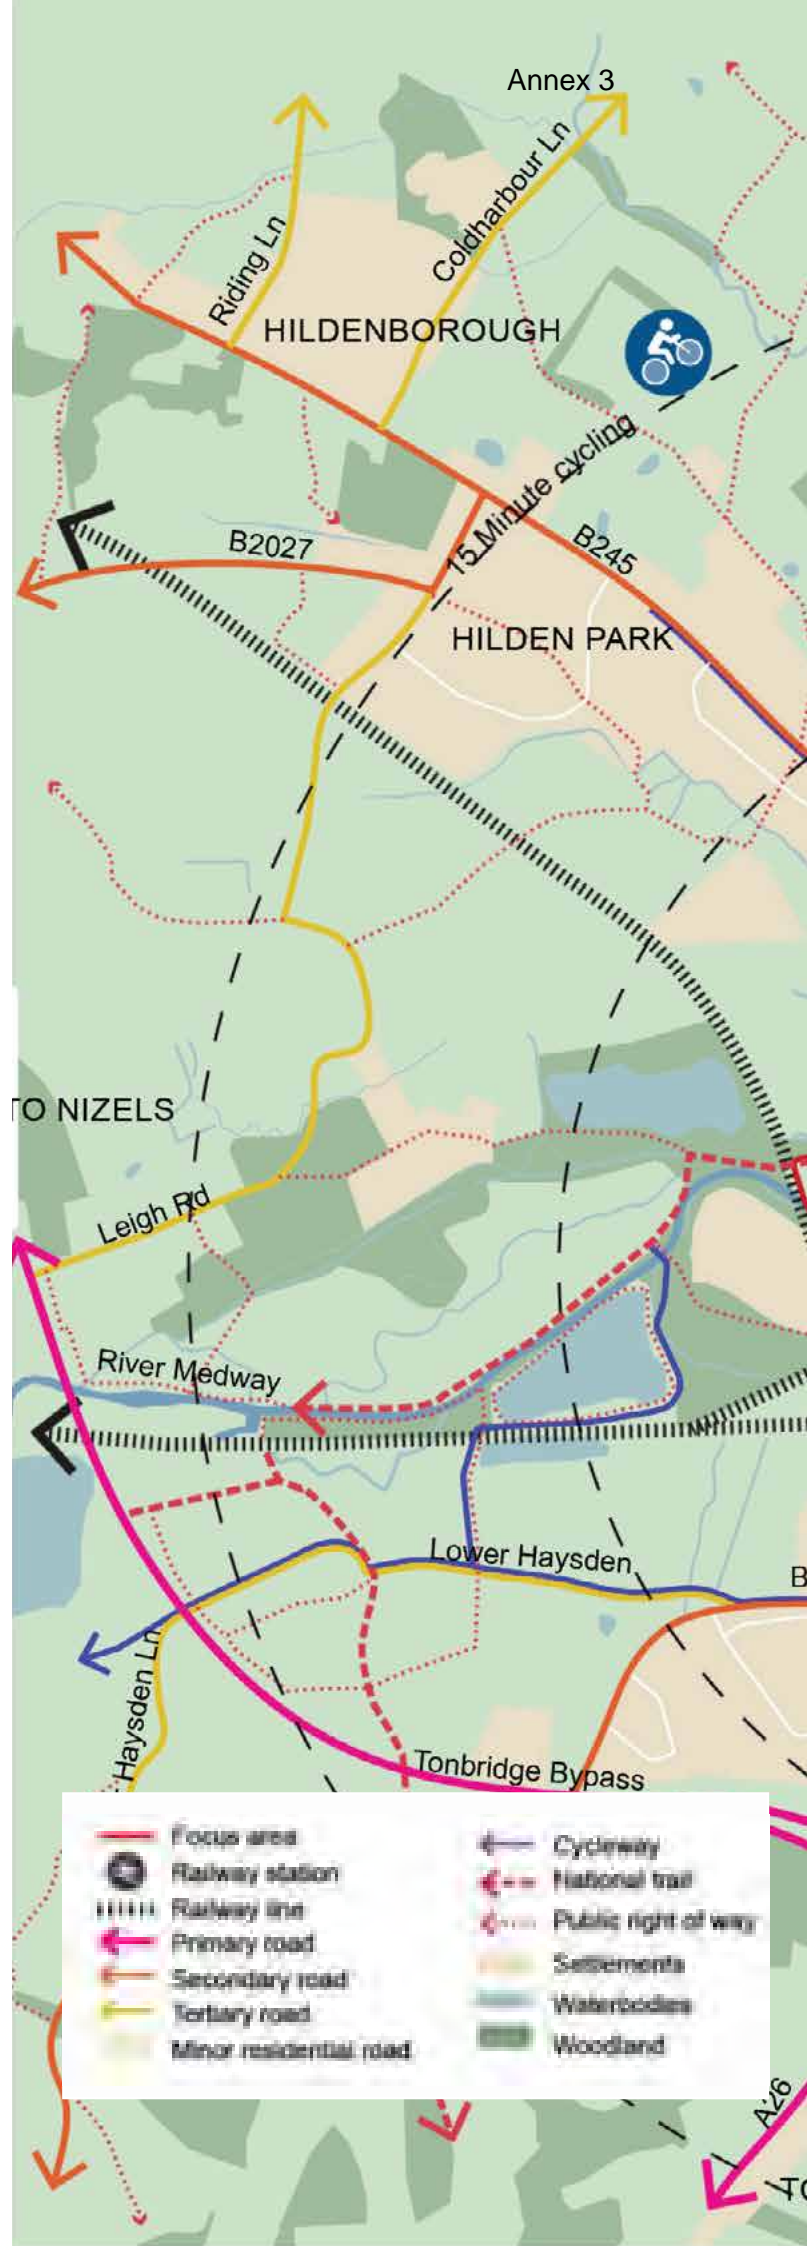 Annex 3
Coldharbour Ln
Riding Ln
HILDENBOROUGH
15 Minute cycling
B2027
B245
HILDEN PARK
TO NIZELS
Leigh Rd
River Medway
Lower Haysden
B
Haysden Ln
Tonbridge Bypass
Focus area
Railway station
Railway line
Primary road
Secondary road
Tertiary road
Minor residential road
Cycleway
National trail
Public right of way
Settlements
Waterbodies
Woodland
A26
TO